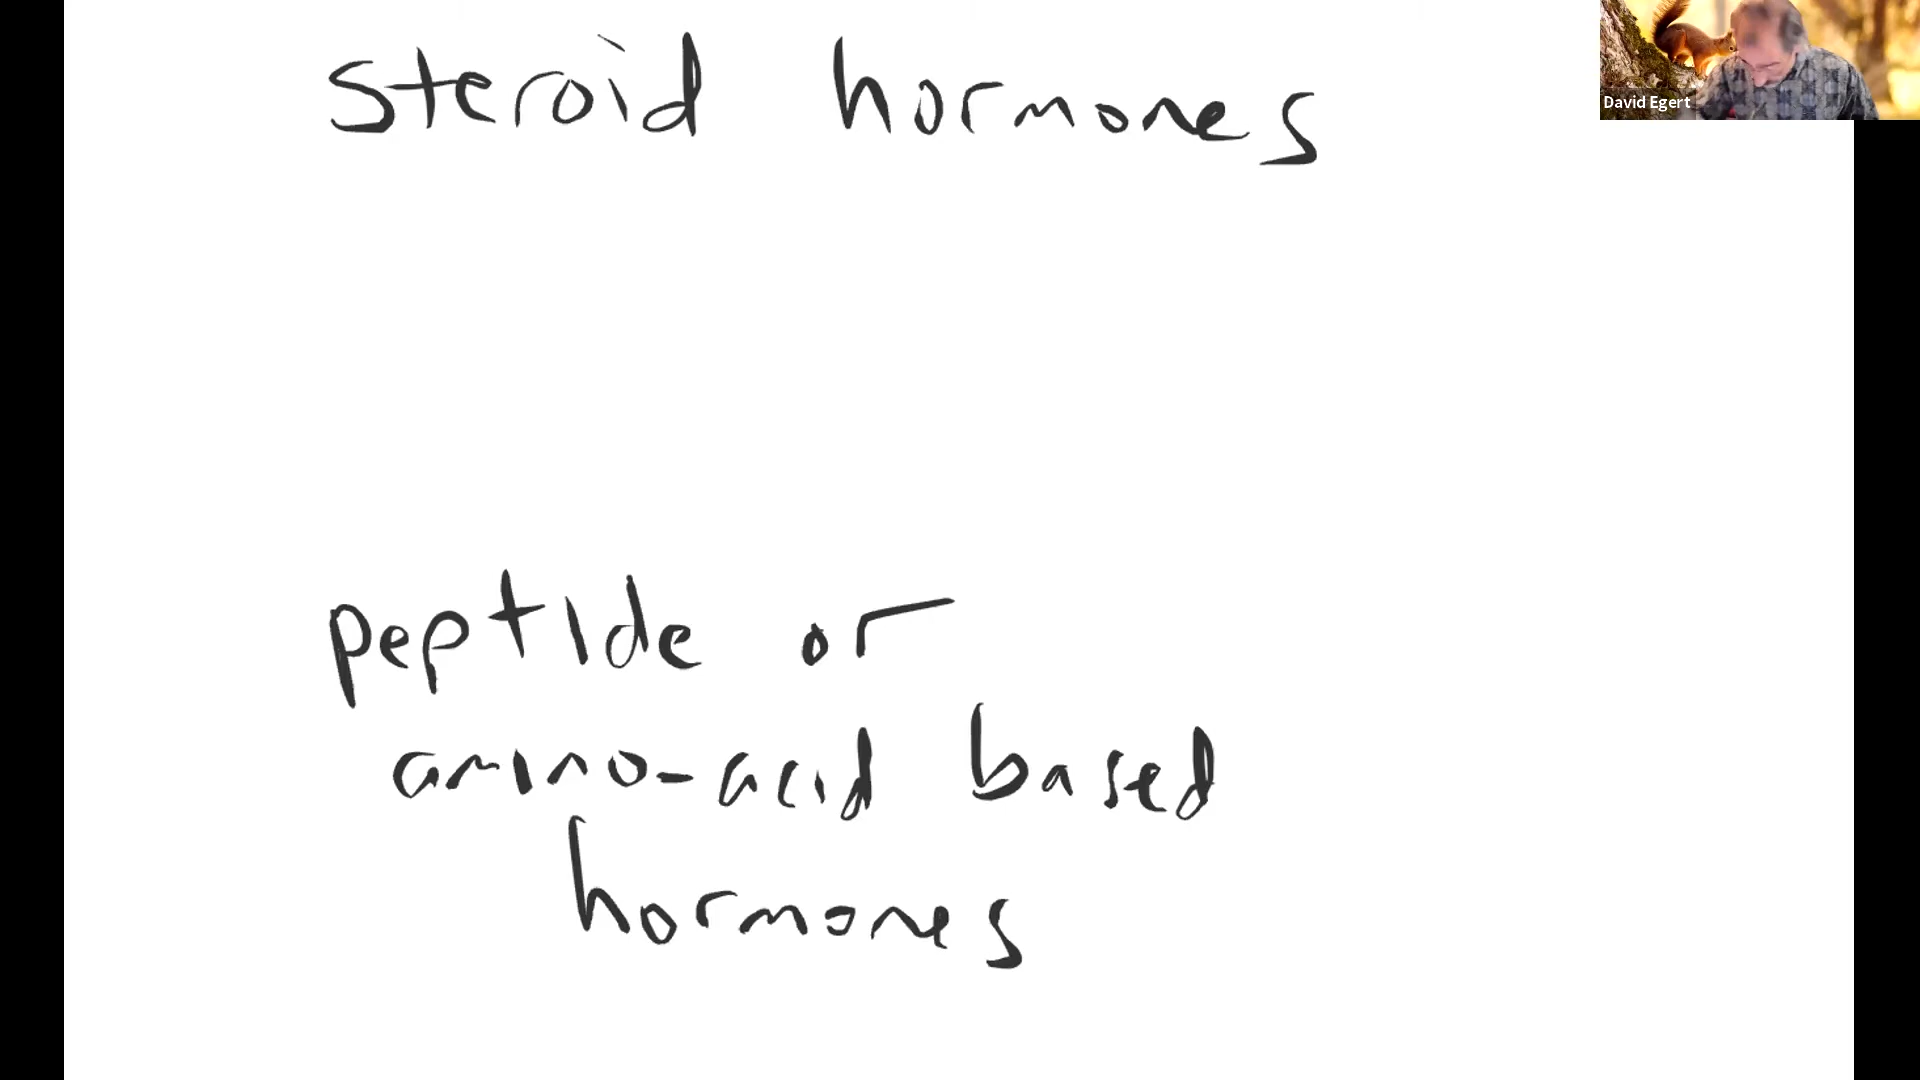 steroid hormones
David Egert
peptide or
amino-acid based
hormones